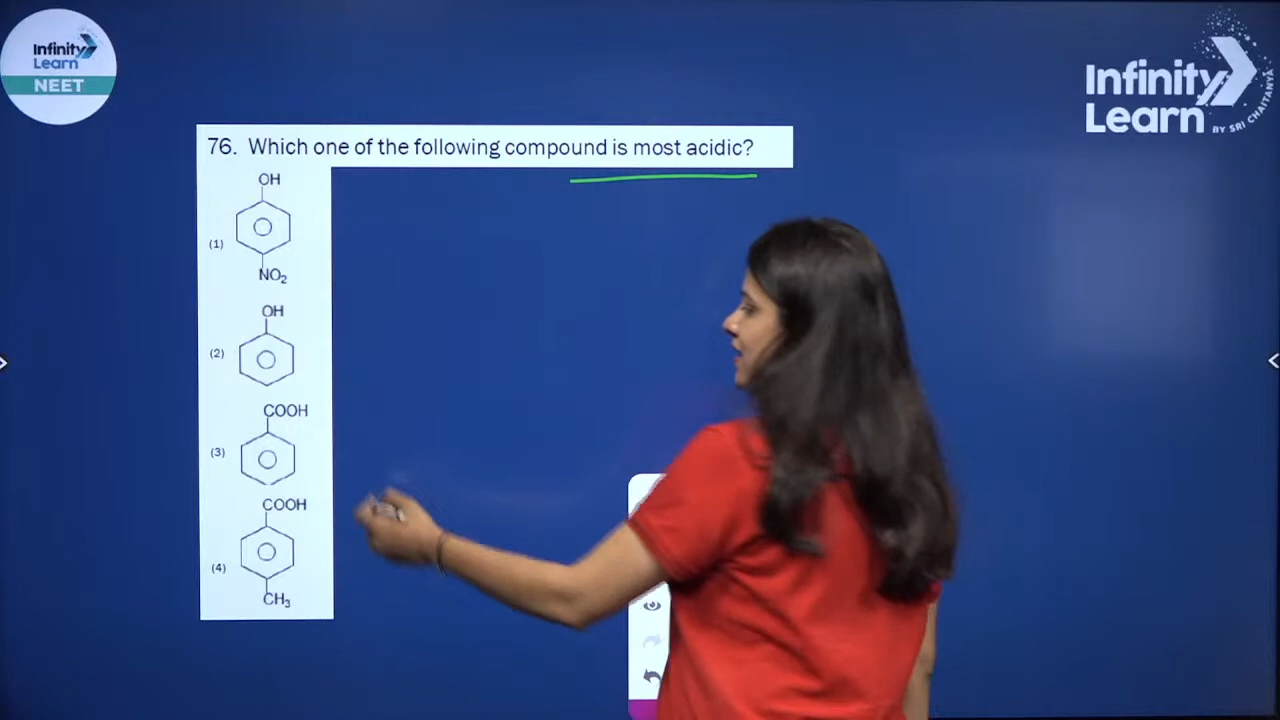 Infinity
Learn
NEET
Infinity
Learn
BY SRI CHAITANYA
76. Which one of the following compound is most acidic?
OH
(1)
NO2
OH
(2)
COOH
(3)
COOH
(4)
CH3